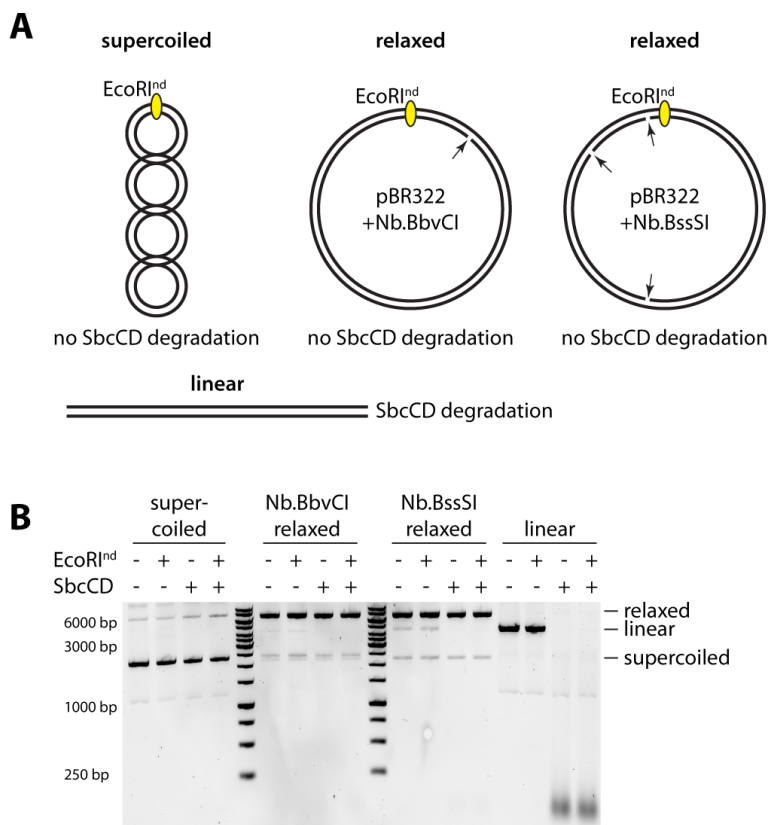 A
supercoiled relaxed relaxed
EcoRIⁿᵈ EcoRIⁿᵈ EcoRIⁿᵈ
pBR322 pBR322
+Nb.BbvCI +Nb.BssSI
no SbcCD degradation no SbcCD degradation no SbcCD degradation
linear
SbcCD degradation
B
super- Nb.BbvCI Nb.BssSI
coiled relaxed relaxed linear
EcoRIⁿᵈ - + - + - + - + - + - + - + - +
SbcCD - - + + - - + + - - + + - - + +
relaxed
6000 bp linear
3000 bp
supercoiled
1000 bp
250 bp